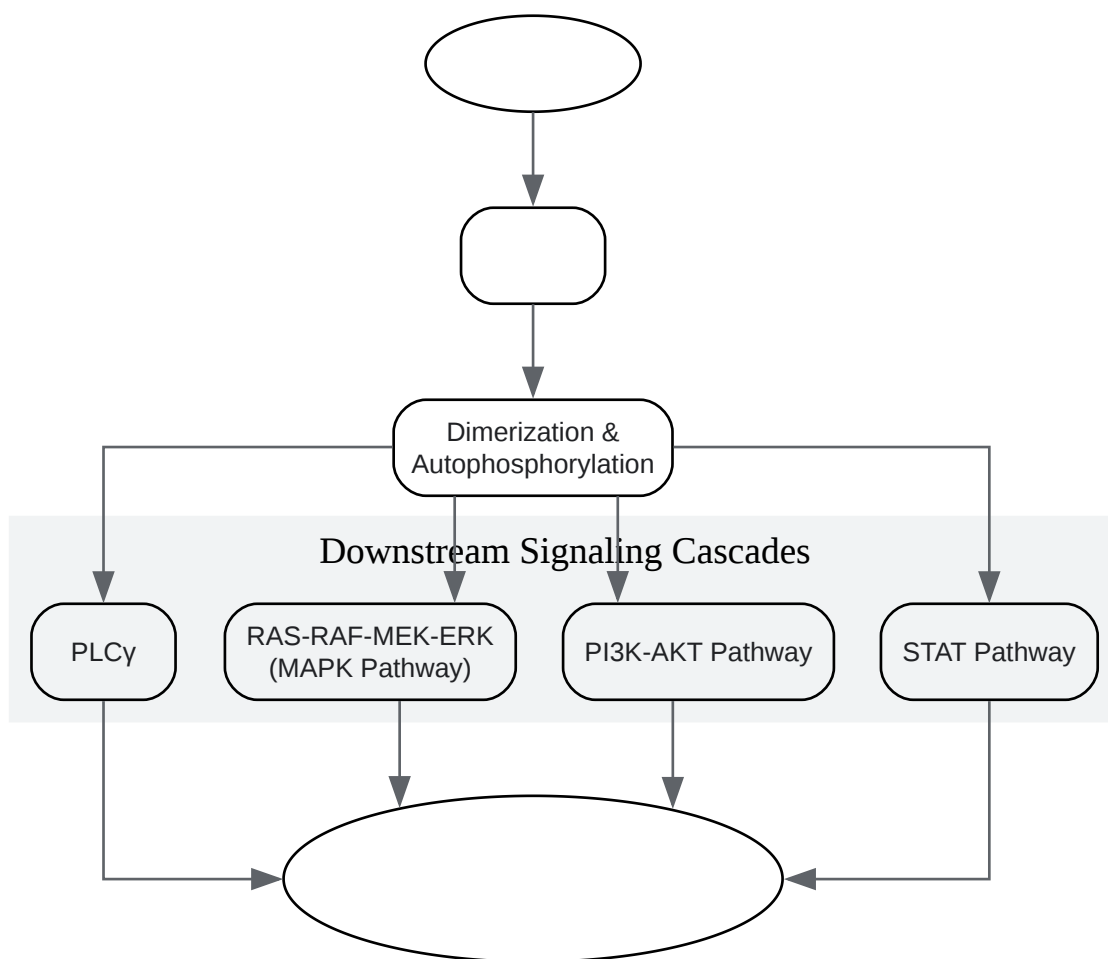 Dimerization &
Autophosphorylation
Downstream Signaling Cascades
PLCγ
RAS-RAF-MEK-ERK
(MAPK Pathway)
PI3K-AKT Pathway
STAT Pathway